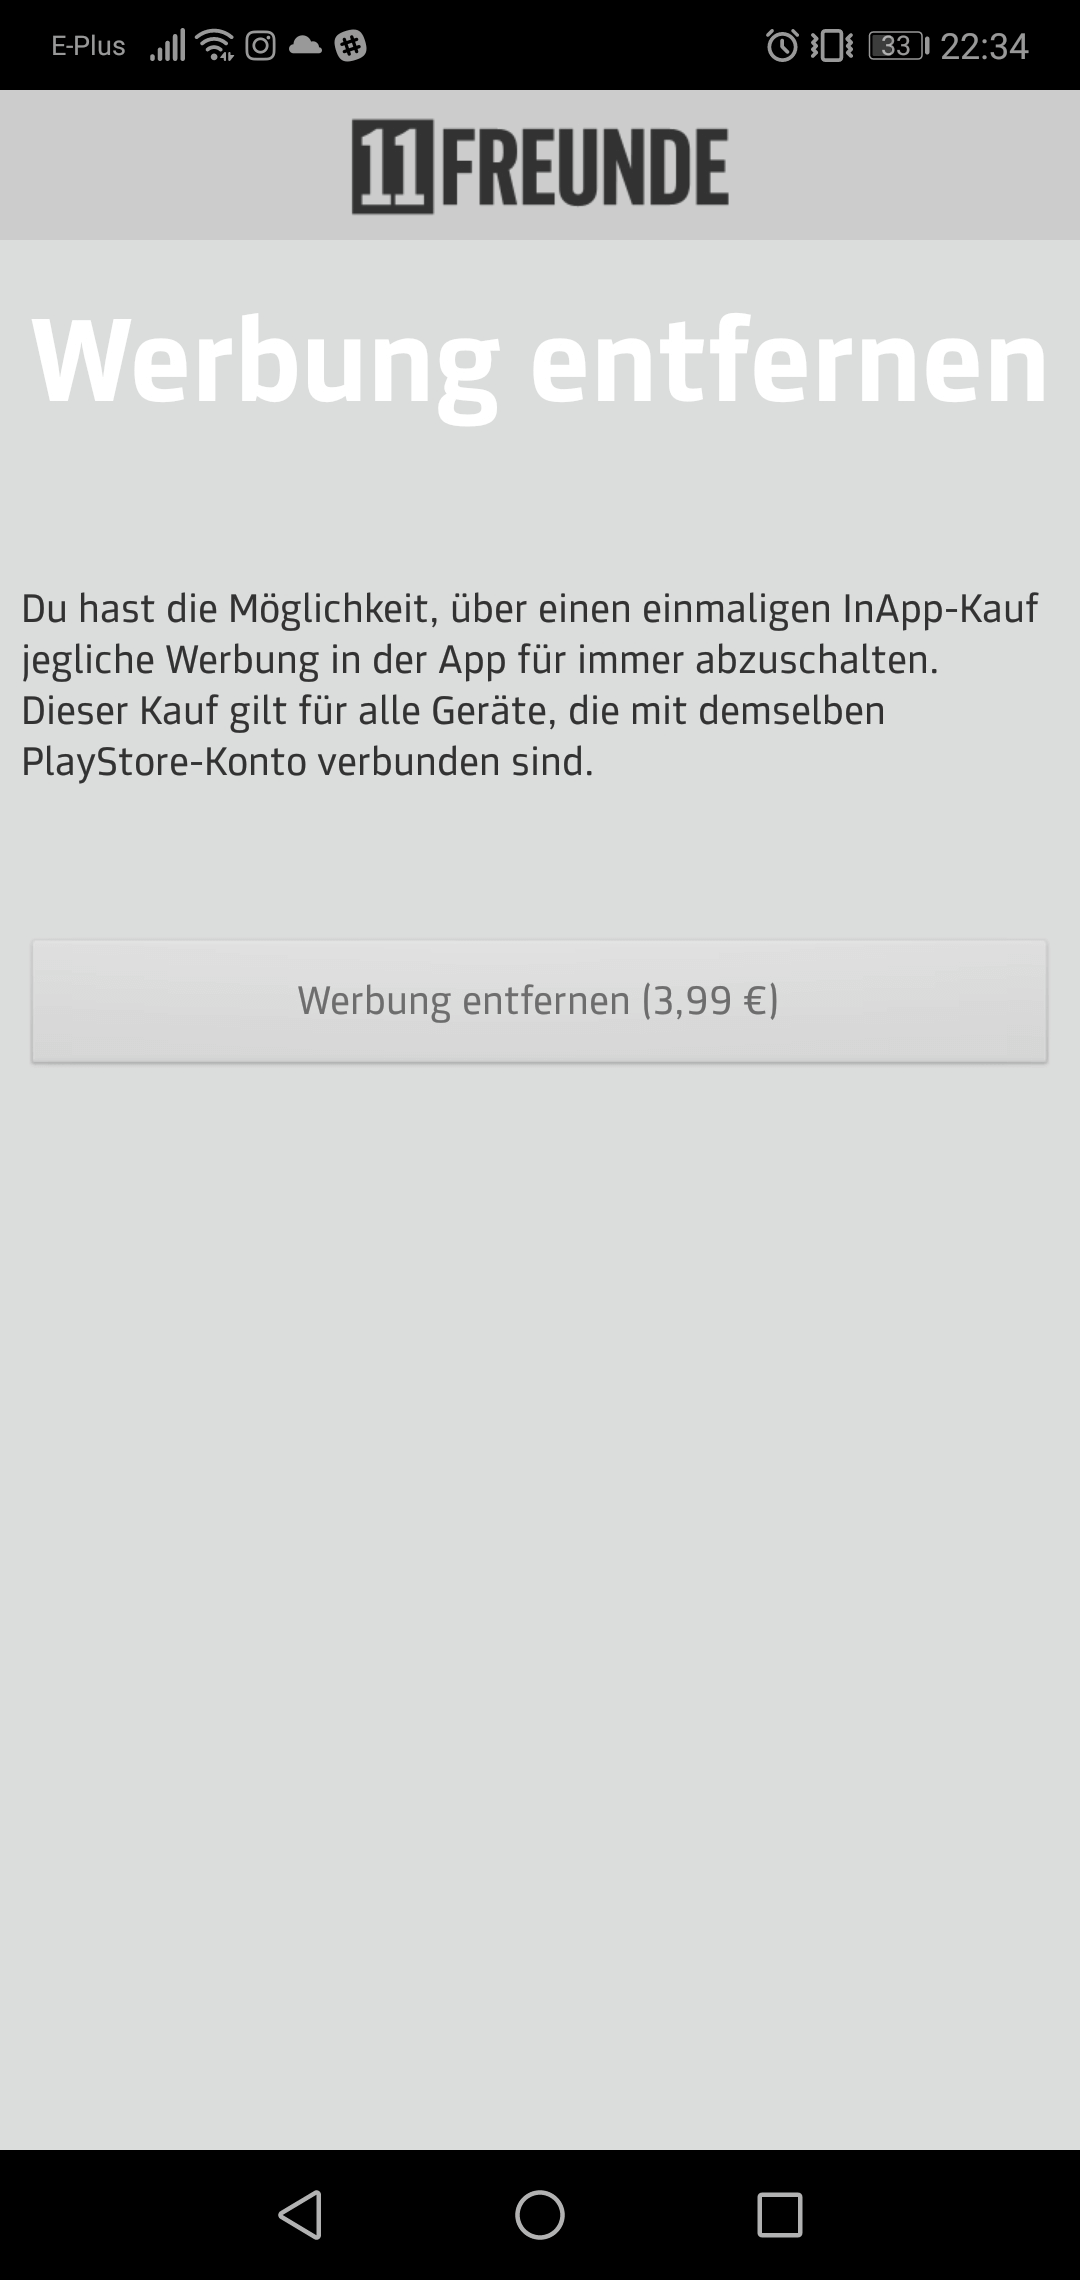 E-Plus 33 22:34
11FREUNDE
Werbung entfernen
Du hast die Möglichkeit, über einen einmaligen InApp-Kauf
jegliche Werbung in der App für immer abzuschalten.
Dieser Kauf gilt für alle Geräte, die mit demselben
PlayStore-Konto verbunden sind.
Werbung entfernen (3,99 €)